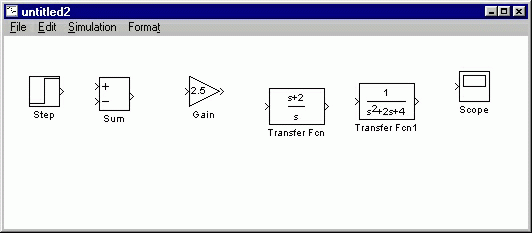 untitled2
File Edit Simulation Format
+
−
2.5
s+2
s
1
s²+2s+4
Step
Sum
Gain
Transfer Fcn
Transfer Fcn1
Scope